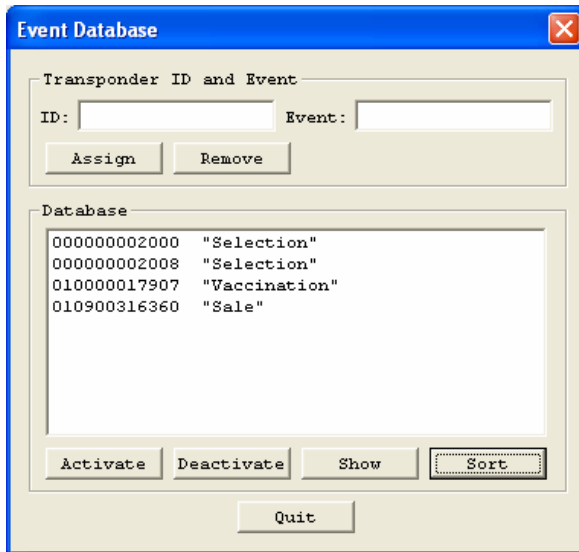 Event Database
Transponder ID and Event
ID: Event:
Assign Remove
Database
000000002000 "Selection"
000000002008 "Selection"
010000017907 "Vaccination"
010900316360 "Sale"
Activate Deactivate Show Sort
Quit